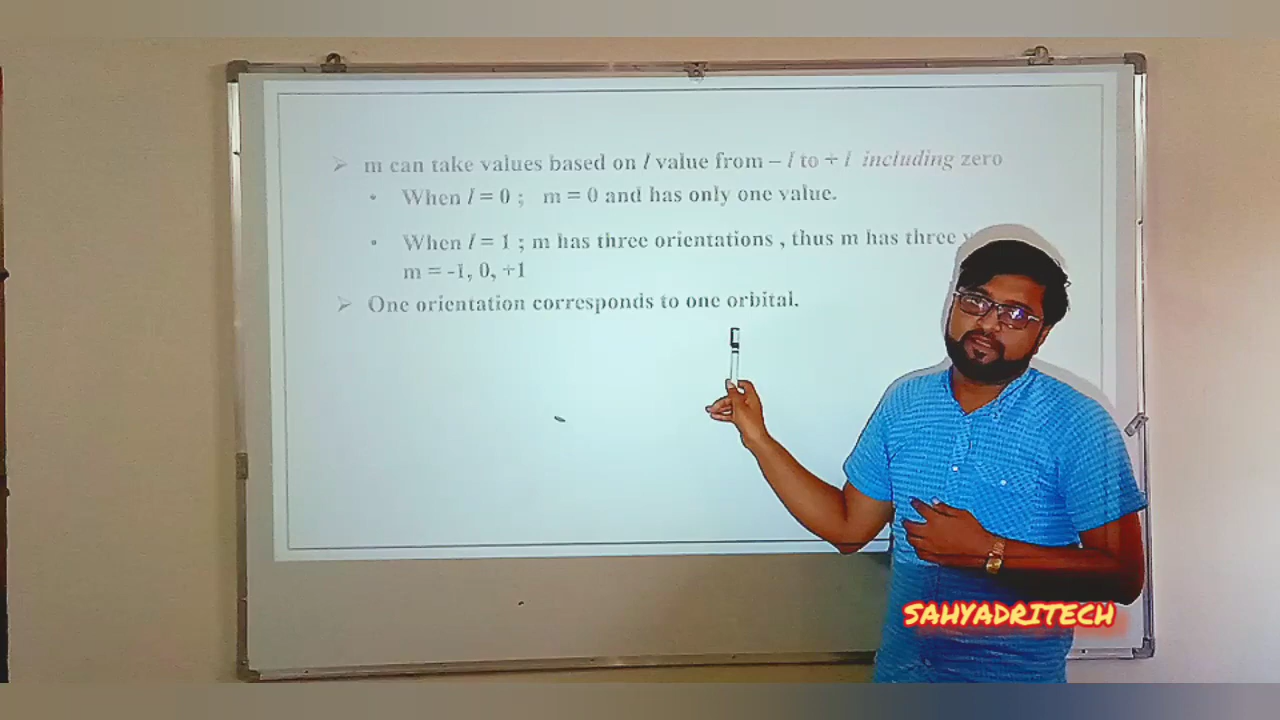 m can take values based on l value from – l to + l including zero
When l = 0 ; m = 0 and has only one value.
When l = 1 ; m has three orientations , thus m has three
m = -1, 0, +1
One orientation corresponds to one orbital.
SAHYADRITECH